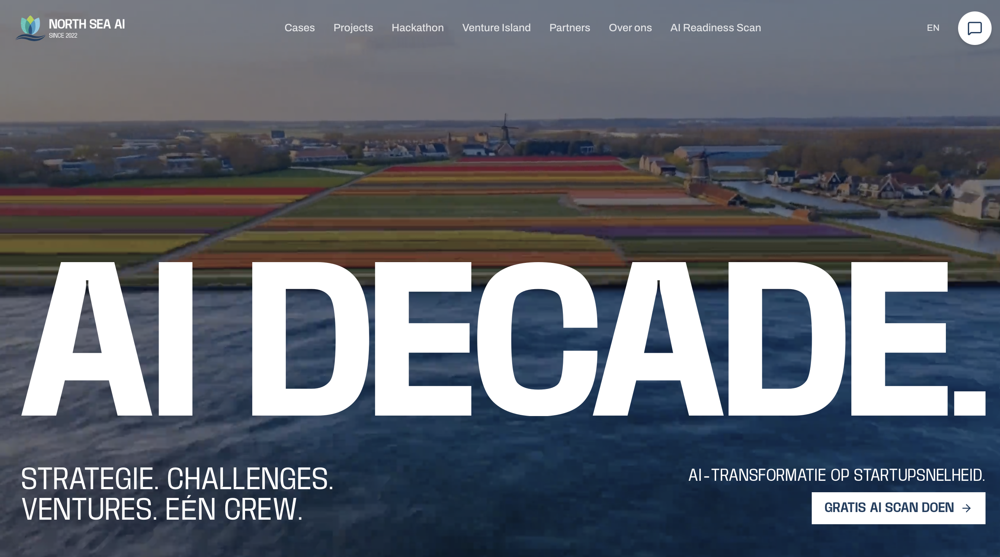 NORTH SEA AI
SINCE 2022
Cases
Projects
Hackathon
Venture Island
Partners
Over ons
AI Readiness Scan
EN
AI DECADE.
STRATEGIE. CHALLENGES.
VENTURES. EÉN CREW.
AI-TRANSFORMATIE OP STARTUPSNELHEID.
GRATIS AI SCAN DOEN →